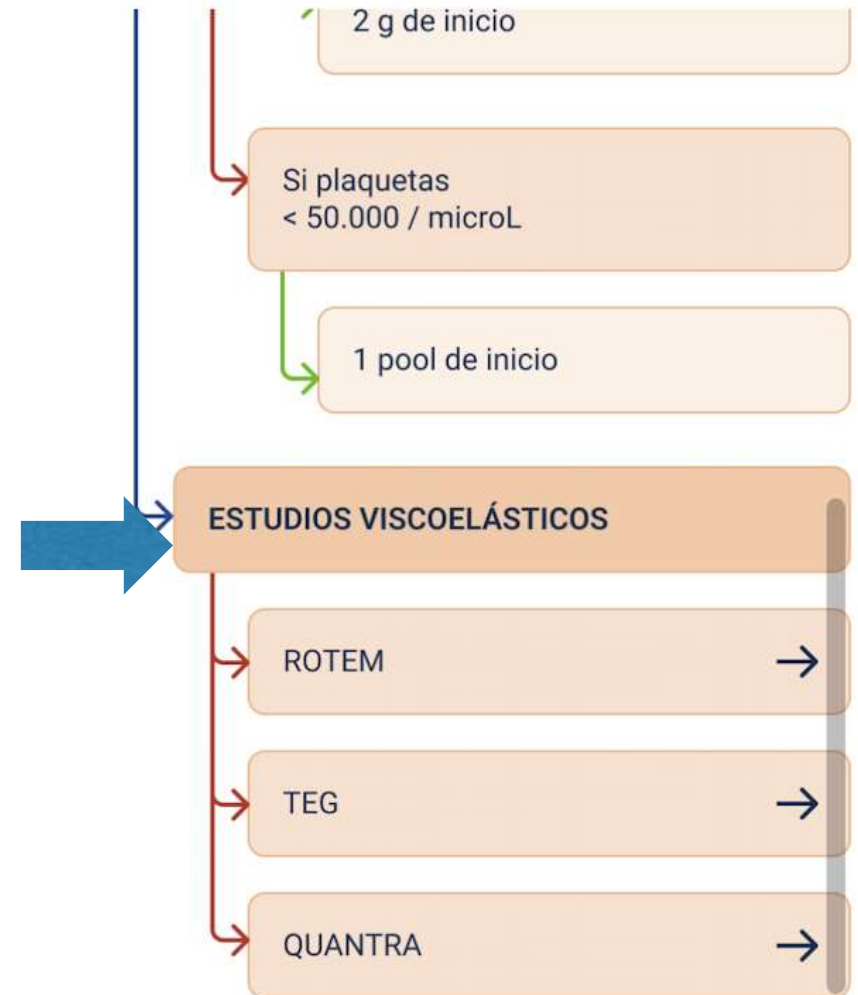 2 g de inicio
Si plaquetas
< 50.000 / microL
1 pool de inicio
ESTUDIOS VISCOELÁSTICOS
ROTEM
TEG
QUANTRA